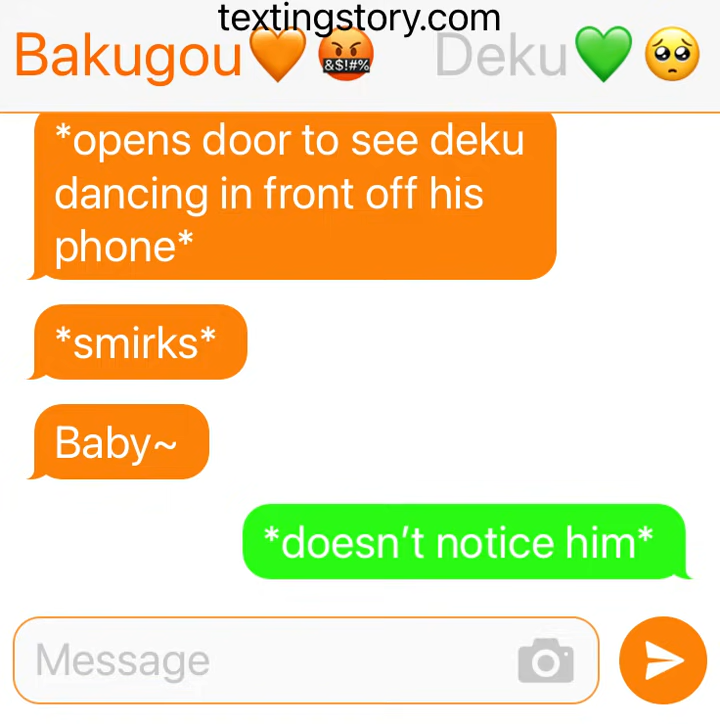 textingstory.com
Bakugou🧡🤬 Deku💚🥺
&$!#%
*opens door to see deku
dancing in front off his
phone*
*smirks*
Baby~
*doesn’t notice him*
Message